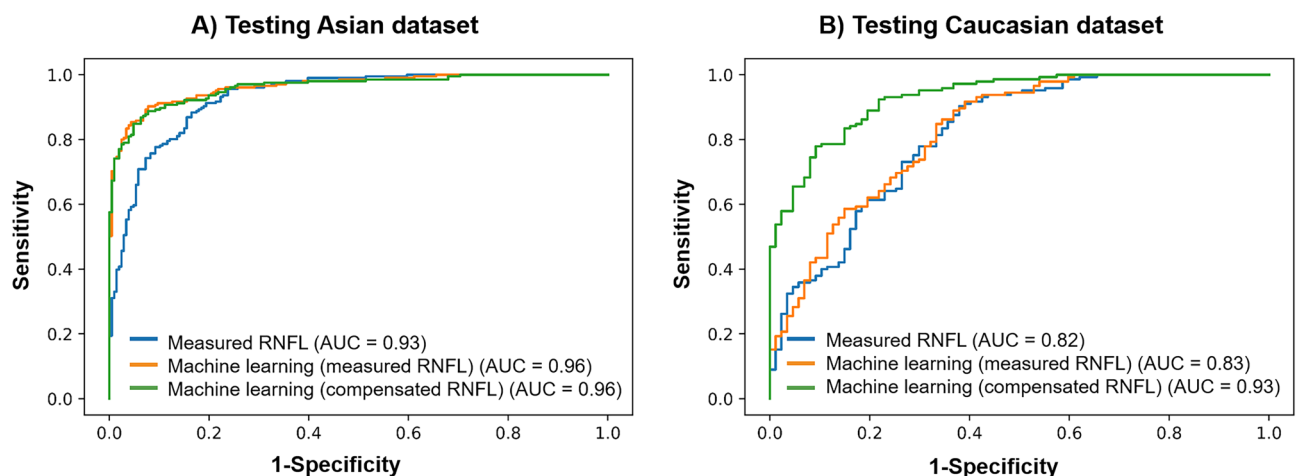 A) Testing Asian dataset
1.0
0.8
0.6
0.4
0.2
0.0
Sensitivity
Measured RNFL (AUC = 0.93)
Machine learning (measured RNFL) (AUC = 0.96)
Machine learning (compensated RNFL) (AUC = 0.96)
0.0 0.2 0.4 0.6 0.8 1.0
1-Specificity
B) Testing Caucasian dataset
1.0
0.8
0.6
0.4
0.2
0.0
Sensitivity
Measured RNFL (AUC = 0.82)
Machine learning (measured RNFL) (AUC = 0.83)
Machine learning (compensated RNFL) (AUC = 0.93)
0.0 0.2 0.4 0.6 0.8 1.0
1-Specificity